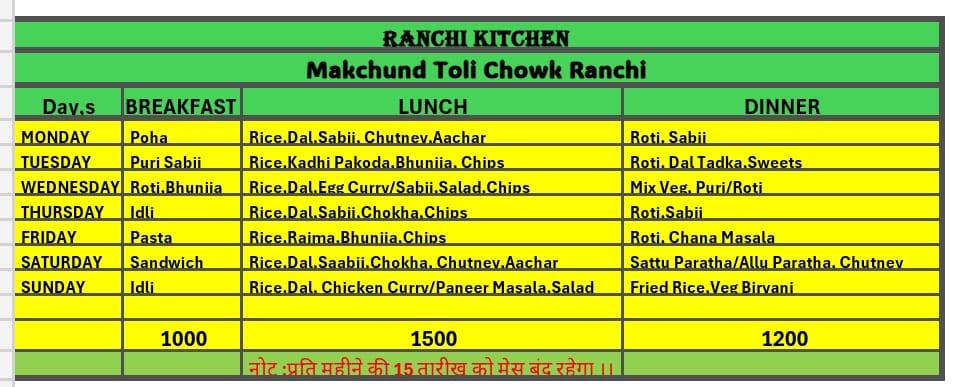 RANCHI KITCHEN
Makchund Toli Chowk Ranchi
Day,s BREAKFAST LUNCH DINNER
MONDAY Poha Rice,Dal,Sabji, Chutney,Aachar Roti, Sabji
TUESDAY Puri Sabji Rice,Kadhi Pakoda,Bhunjia, Chips Roti, Dal Tadka,Sweets
WEDNESDAY Roti,Bhunjia Rice,Dal,Egg Curry/Sabji,Salad,Chips Mix Veg, Puri/Roti
THURSDAY Idli Rice,Dal,Sabji,Chokha,Chips Roti,Sabji
FRIDAY Pasta Rice,Rajma,Bhunjia,Chips Roti, Chana Masala
SATURDAY Sandwich Rice,Dal,Saabji,Chokha, Chutney,Aachar Sattu Paratha/Allu Paratha, Chutney
SUNDAY Idli Rice,Dal, Chicken Curry/Paneer Masala,Salad Fried Rice,Veg Biryani
1000 1500 1200
नोट :प्रति महीने की 15 तारीख को मेस बंद रहेगा ।।